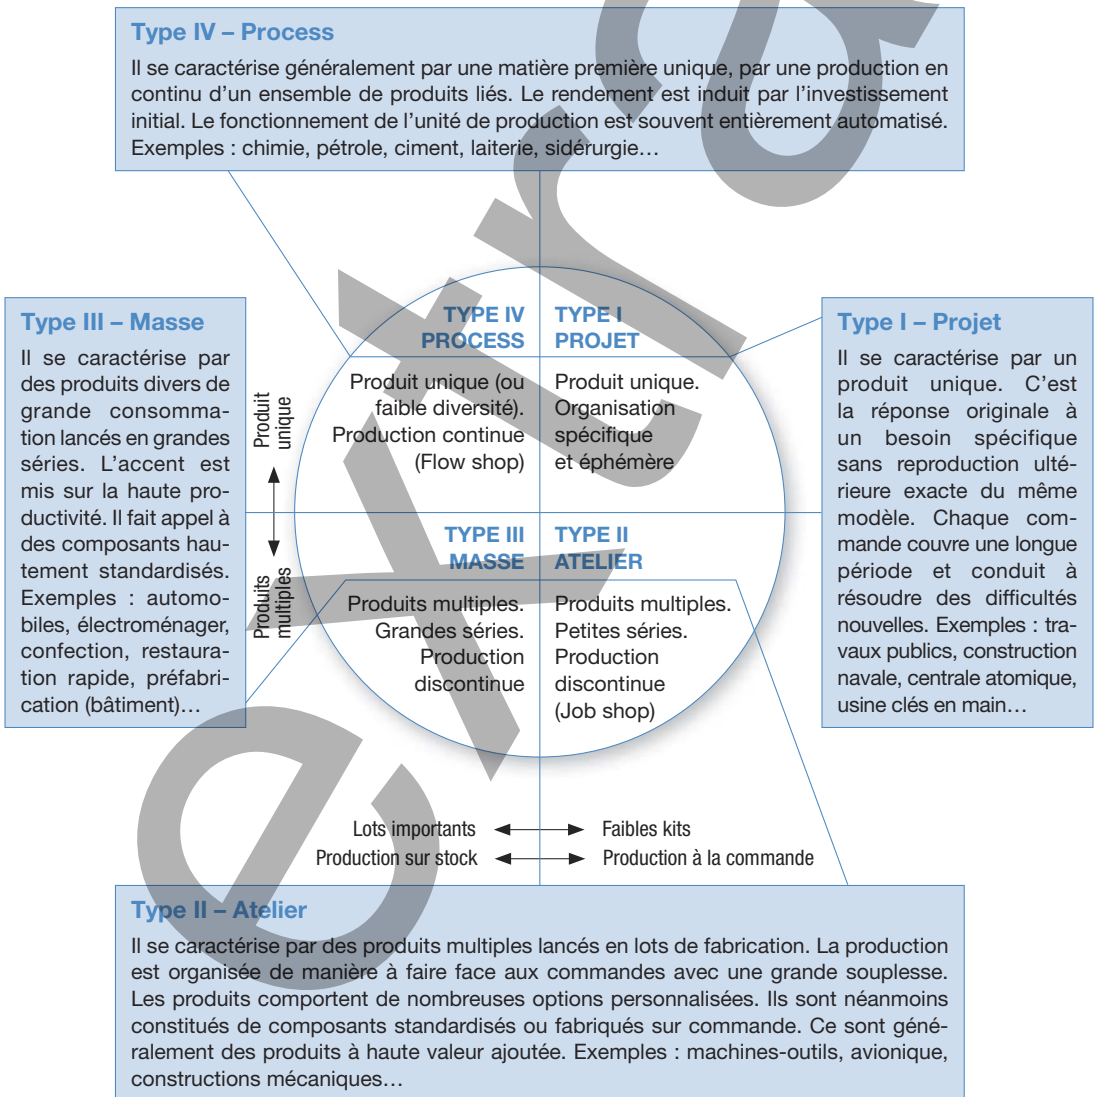 Type IV – Process
Il se caractérise généralement par une matière première unique, par une production en
continu d'un ensemble de produits liés. Le rendement est induit par l'investissement
initial. Le fonctionnement de l'unité de production est souvent entièrement automatisé.
Exemples : chimie, pétrole, ciment, laiterie, sidérurgie…
Type III – Masse
Il se caractérise par
des produits divers de
grande consomma-
tion lancés en grandes
séries. L'accent est
mis sur la haute pro-
ductivité. Il fait appel à
des composants hau-
tement standardisés.
Exemples : automo-
biles, électroménager,
confection, restaura-
tion rapide, préfabri-
cation (bâtiment)…
Produit
unique
Produits
multiples
TYPE IV
PROCESS
Produit unique (ou
faible diversité).
Production continue
(Flow shop)
TYPE I
PROJET
Produit unique.
Organisation
spécifique
et éphémère
TYPE III
MASSE
Produits multiples.
Grandes séries.
Production
discontinue
TYPE II
ATELIER
Produits multiples.
Petites séries.
Production
discontinue
(Job shop)
Type I – Projet
Il se caractérise par un
produit unique. C'est
la réponse originale à
un besoin spécifique
sans reproduction ulté-
rieure exacte du même
modèle. Chaque com-
mande couvre une longue
période et conduit à
résoudre des difficultés
nouvelles. Exemples : tra-
vaux publics, construction
navale, centrale atomique,
usine clés en main…
Lots importants
Faibles kits
Production sur stock
Production à la commande
Type II – Atelier
Il se caractérise par des produits multiples lancés en lots de fabrication. La production
est organisée de manière à faire face aux commandes avec une grande souplesse.
Les produits comportent de nombreuses options personnalisées. Ils sont néanmoins
constitués de composants standardisés ou fabriqués sur commande. Ce sont géné-
ralement des produits à haute valeur ajoutée. Exemples : machines-outils, avionique,
constructions mécaniques…
extra